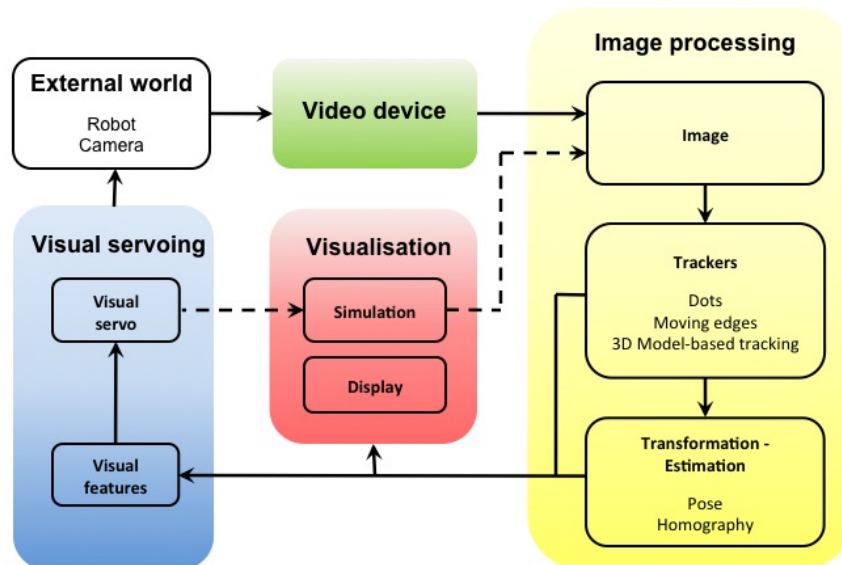 External world
Robot
Camera
Video device
Image processing
Image
Trackers
Dots
Moving edges
3D Model-based tracking
Transformation -
Estimation
Pose
Homography
Visual servoing
Visual
servo
Visual
features
Visualisation
Simulation
Display